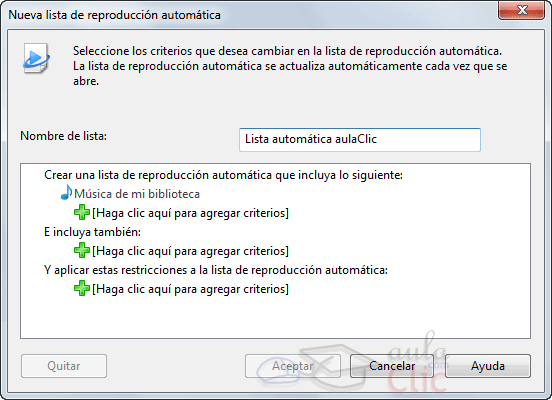 Nueva lista de reproducción automática
Seleccione los criterios que desea cambiar en la lista de reproducción automática.
La lista de reproducción automática se actualiza automáticamente cada vez que se
abre.
Nombre de lista:
Lista automática aulaClic
Crear una lista de reproducción automática que incluya lo siguiente:
Música de mi biblioteca
[Haga clic aquí para agregar criterios]
E incluya también:
[Haga clic aquí para agregar criterios]
Y aplicar estas restricciones a la lista de reproducción automática:
[Haga clic aquí para agregar criterios]
Quitar
Aceptar
Cancelar
Ayuda
aula
.com
Clic